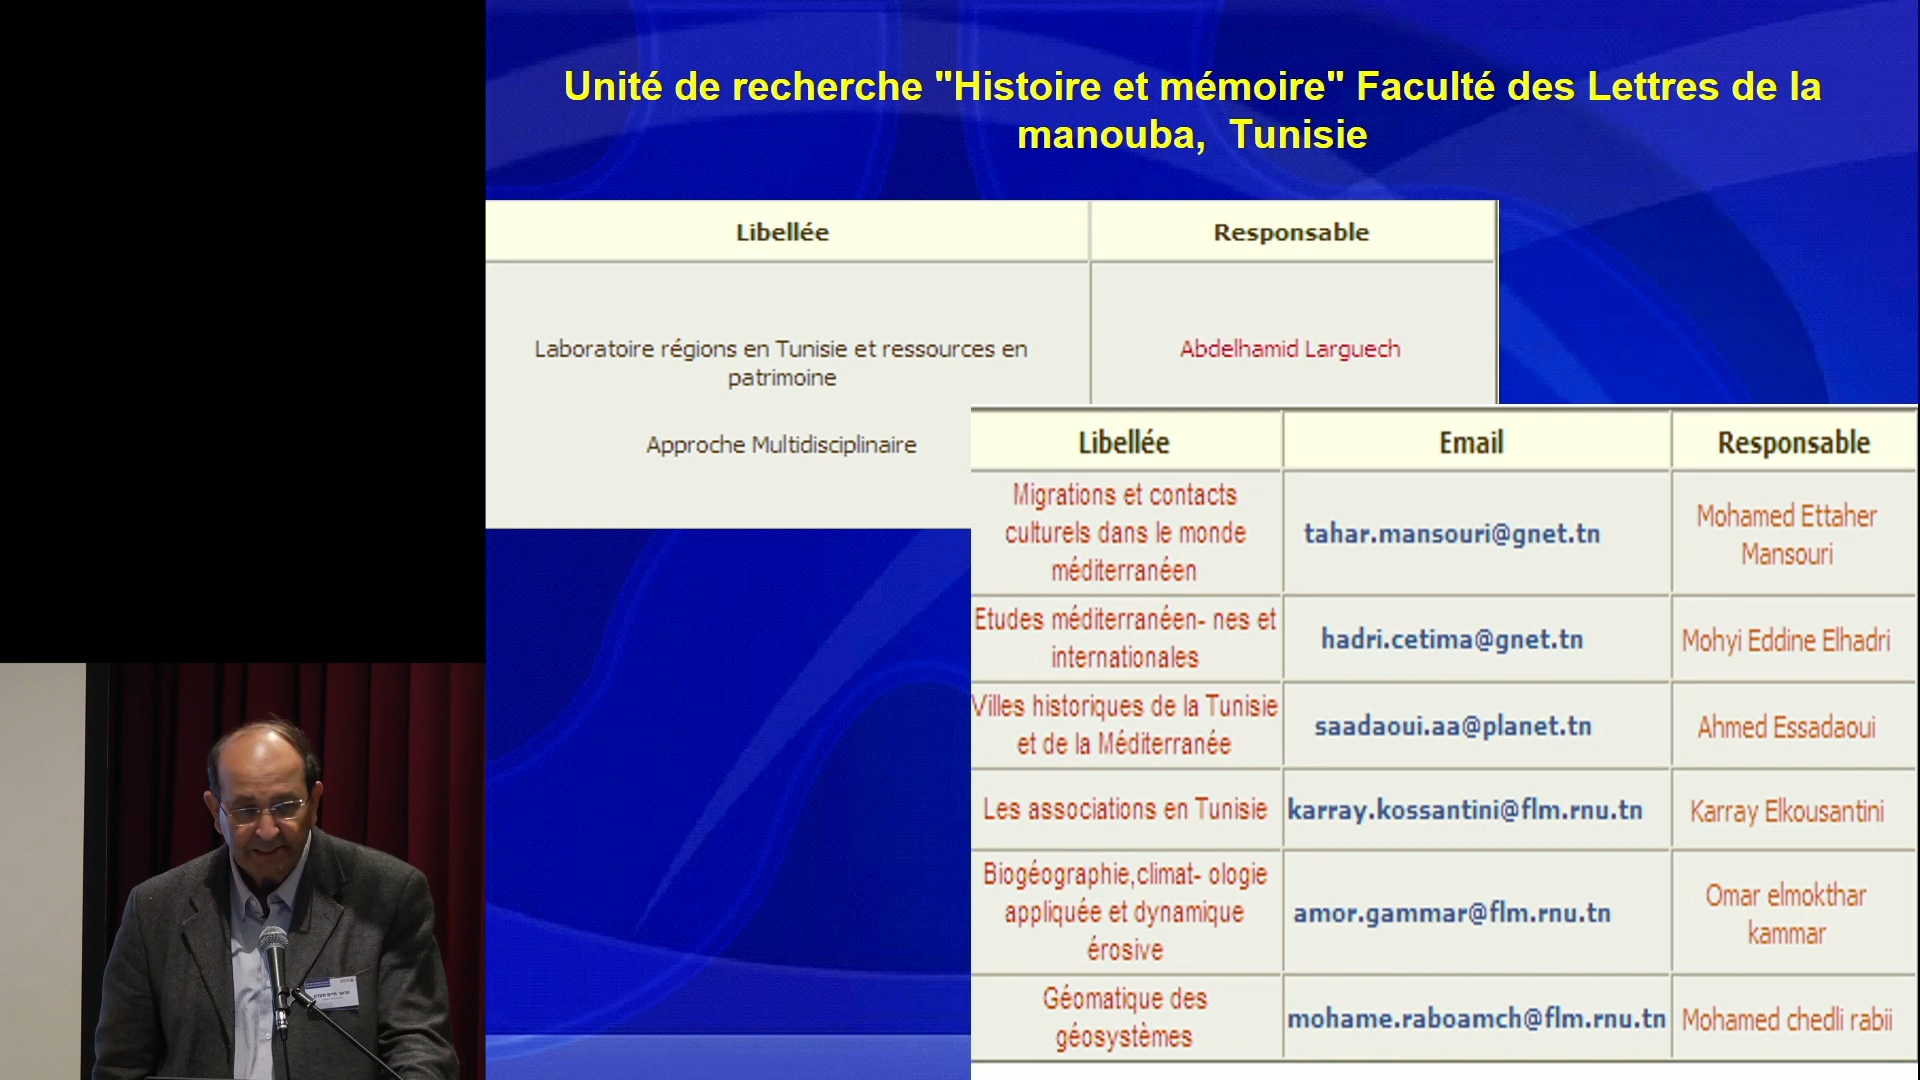 Unité de recherche "Histoire et mémoire" Faculté des Lettres de la
manouba, Tunisie
Libellée
Responsable
Laboratoire régions en Tunisie et ressources en
patrimoine
Abdelhamid Larguech
Approche Multidisciplinaire
Libellée
Email
Responsable
Migrations et contacts
culturels dans le monde
méditerranéen
tahar.mansouri@gnet.tn
Mohamed Ettaher
Mansouri
Etudes méditerranéen- nes et
internationales
hadri.cetima@gnet.tn
Mohyi Eddine Elhadri
Villes historiques de la Tunisie
et de la Méditerranée
saadaoui.aa@planet.tn
Ahmed Essadaoui
Les associations en Tunisie
karray.kossantini@flm.rnu.tn
Karray Elkousantini
Biogéographie,climat- ologie
appliquée et dynamique
érosive
amor.gammar@flm.rnu.tn
Omar elmokthar
kammar
Géomatique des
géosystèmes
mohame.raboamch@flm.rnu.tn
Mohamed chedli rabii